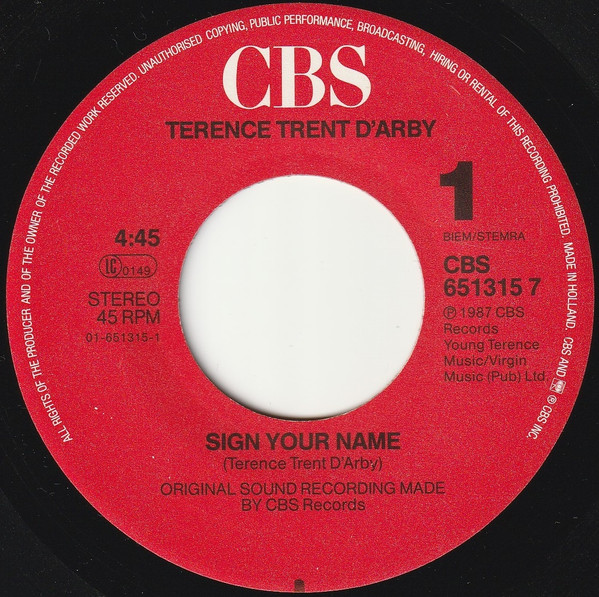 ALL RIGHTS OF THE PRODUCER AND OF THE OWNER OF THE RECORDED WORK RESERVED. UNAUTHORISED COPYING, PUBLIC PERFORMANCE, BROADCASTING, HIRING OR RENTAL OF THIS RECORDING PROHIBITED. MADE IN HOLLAND. CBS AND ® CBS INC.
CBS
TERENCE TRENT D'ARBY
1
BIEM/STEMRA
4:45
LC 0149
STEREO
45 RPM
01-651315-1
CBS
651315 7
℗ 1987 CBS
Records
Young Terence
Music/Virgin
Music (Pub) Ltd
SIGN YOUR NAME
(Terence Trent D'Arby)
ORIGINAL SOUND RECORDING MADE
BY CBS Records